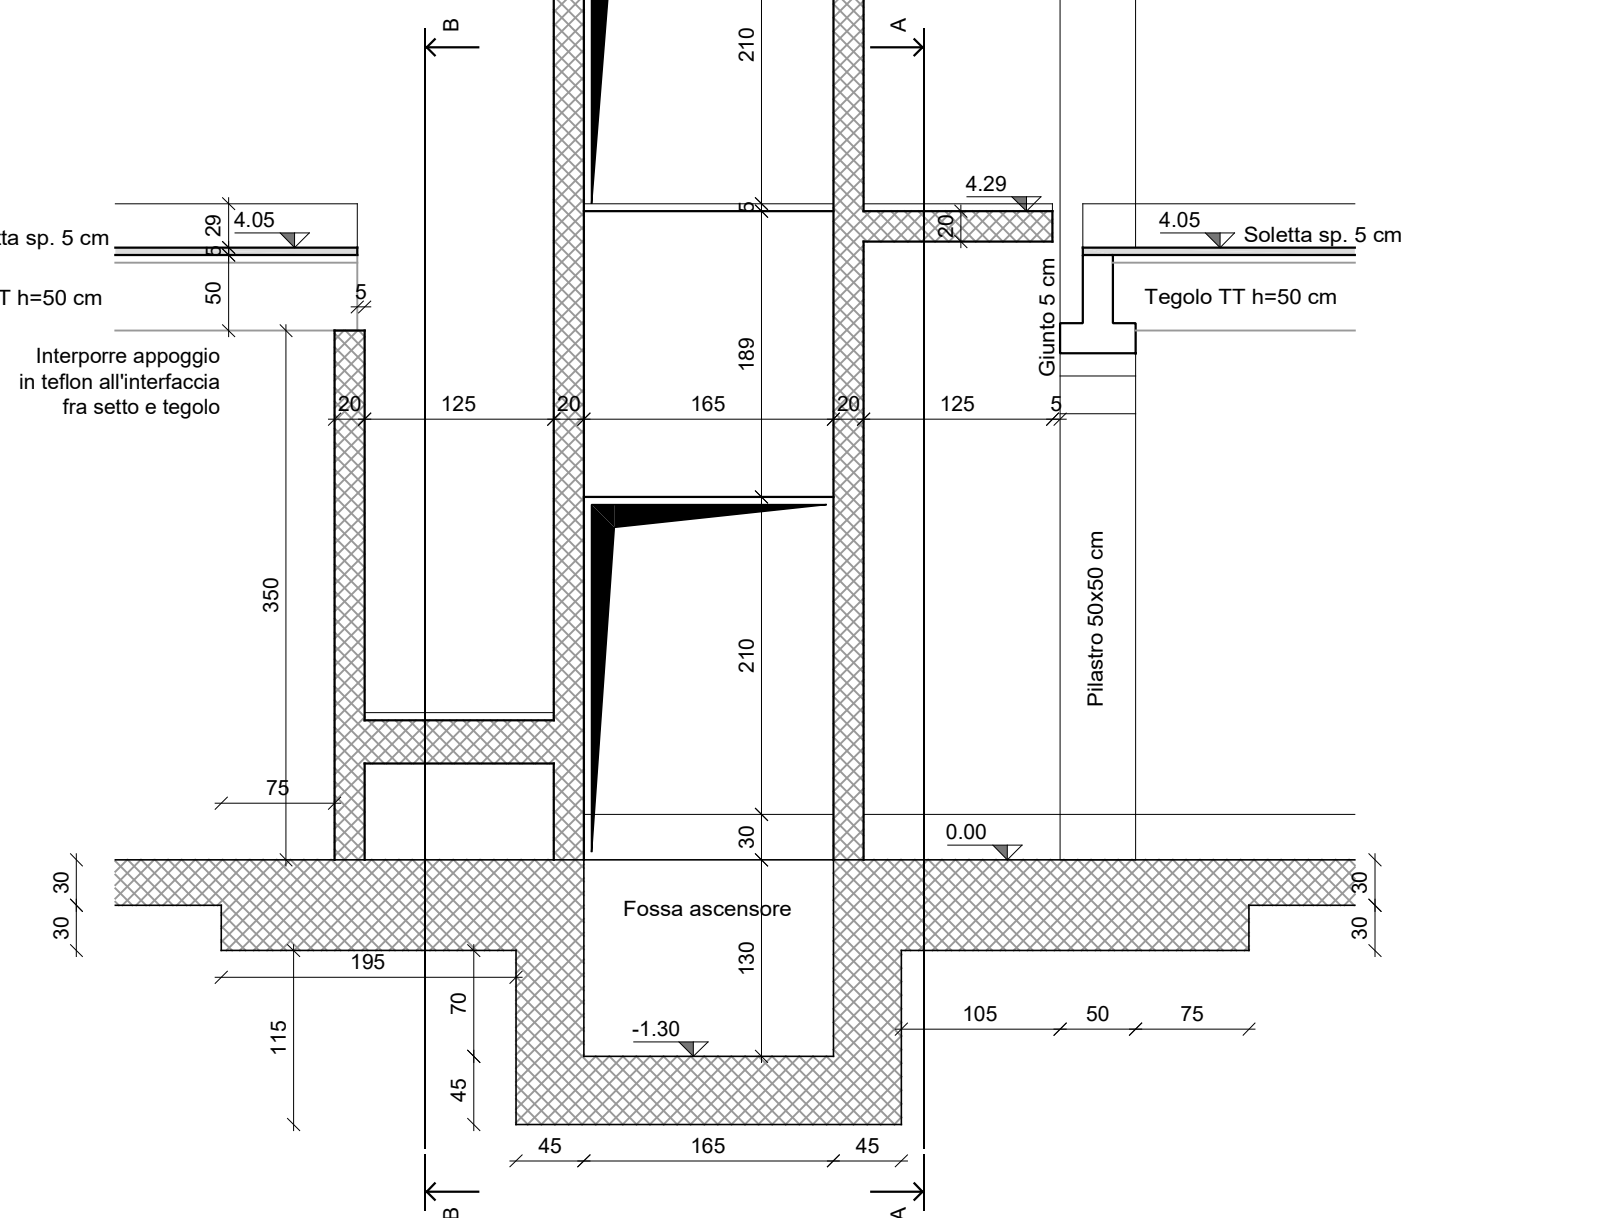 B
A
210
4.29
5
20
29
4.05
4.05
ta sp. 5 cm
5
Soletta sp. 5 cm
50
5
T h=50 cm
Giunto 5 cm
Tegolo TT h=50 cm
Interporre appoggio
in teflon all'interfaccia
fra setto e tegolo
189
20
125
20
165
20
125
5
350
210
Pilastro 50x50 cm
75
30
0.00
30
30
Fossa ascensore
30
30
195
130
70
115
-1.30
105
50
75
45
45
165
45
B
A